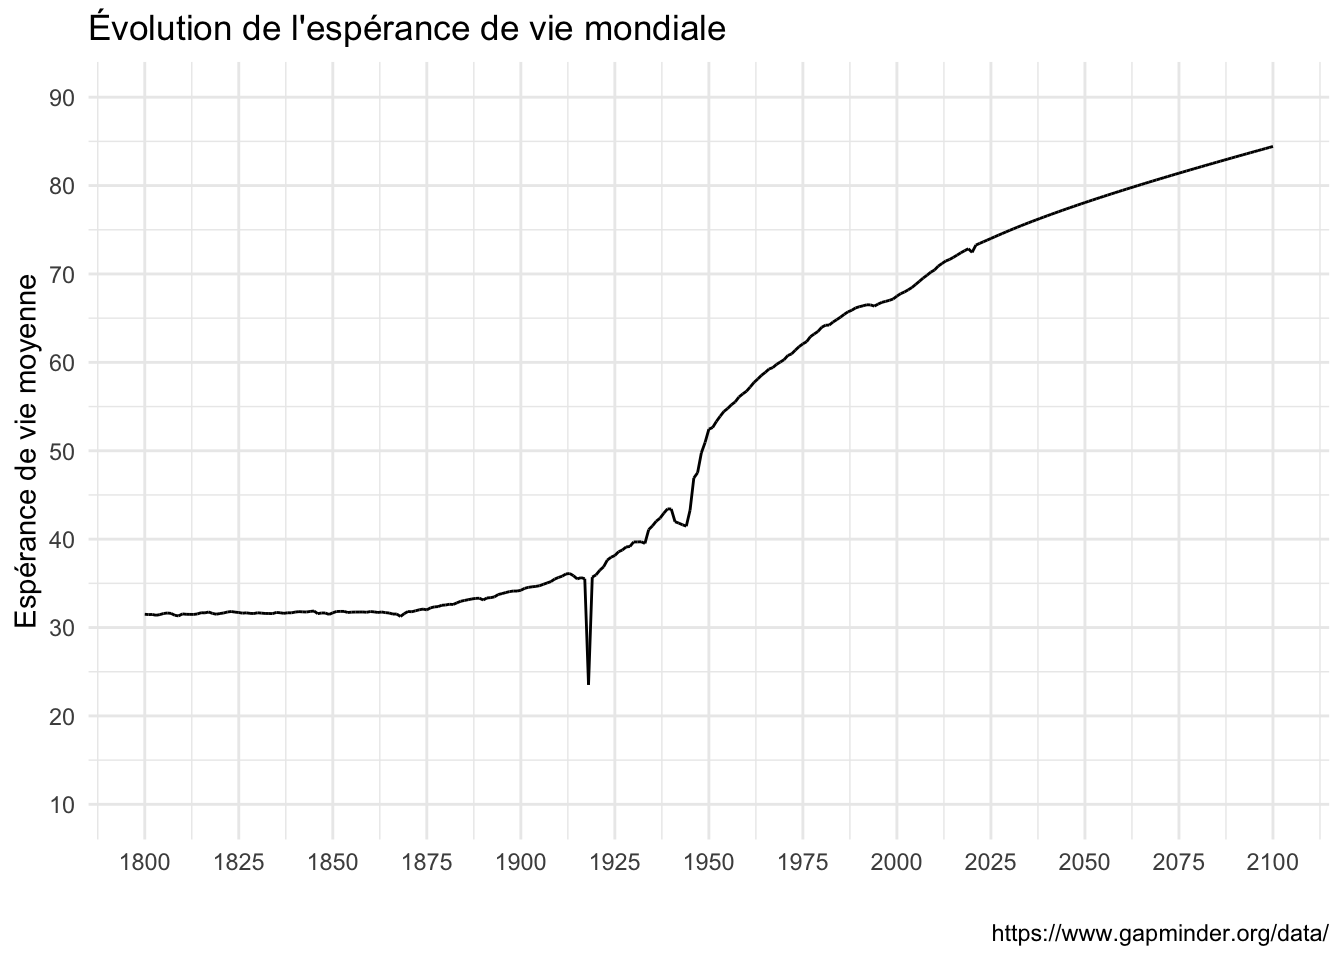 Évolution de l'espérance de vie mondiale
Espérance de vie moyenne
90
80
70
60
50
40
30
20
10
1800 1825 1850 1875 1900 1925 1950 1975 2000 2025 2050 2075 2100
https://www.gapminder.org/data/